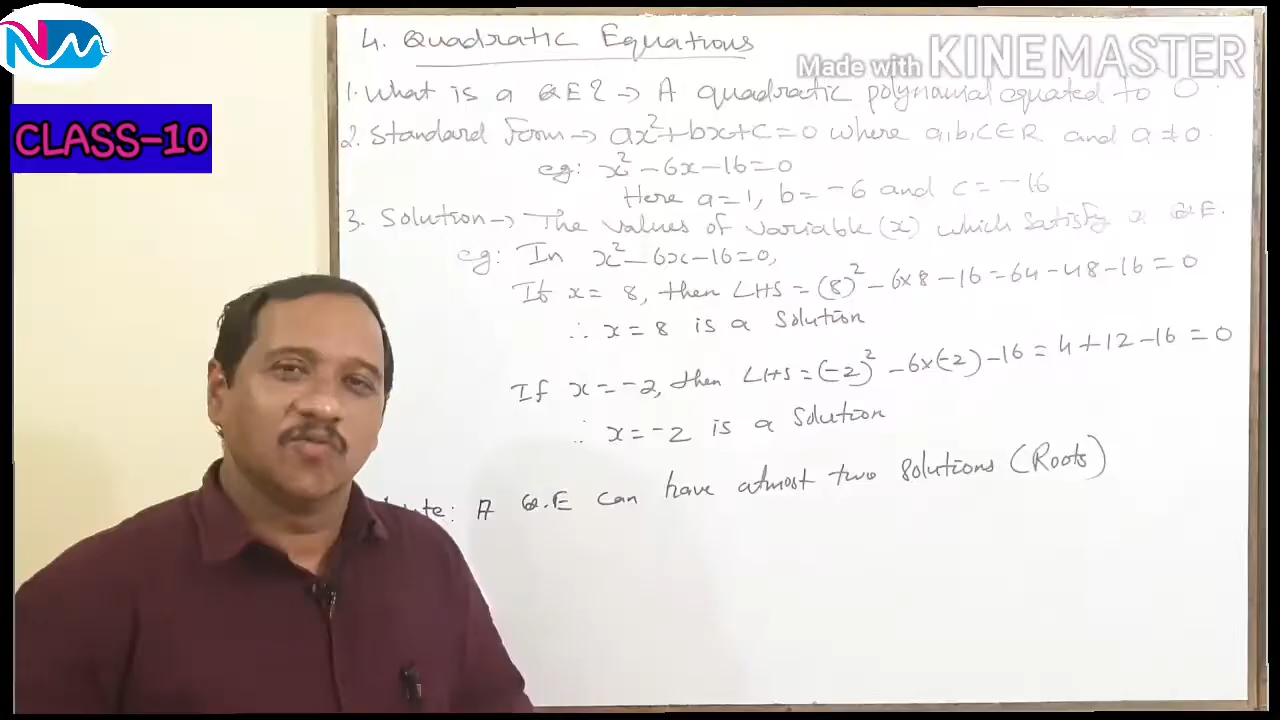 NM
CLASS-10
Made with KINEMASTER
4. Quadratic Equations
1. What is a QE? → A quadratic polynomial equated to 0.
2. Standard form → ax²+bx+c=0 where a,b,c∈R and a≠0.
eg: x²-6x-16=0
Here a=1, b=-6 and c=-16
3. Solution → The values of variable (x) which satisfy a QE.
eg: In x²-6x-16=0,
If x=8, then LHS = (8)²-6×8-16=64-48-16=0
∴ x=8 is a solution
If x=-2, then LHS=(-2)²-6×(-2)-16=4+12-16=0
∴ x=-2 is a solution
: A Q.E can have atmost two solutions (Roots)